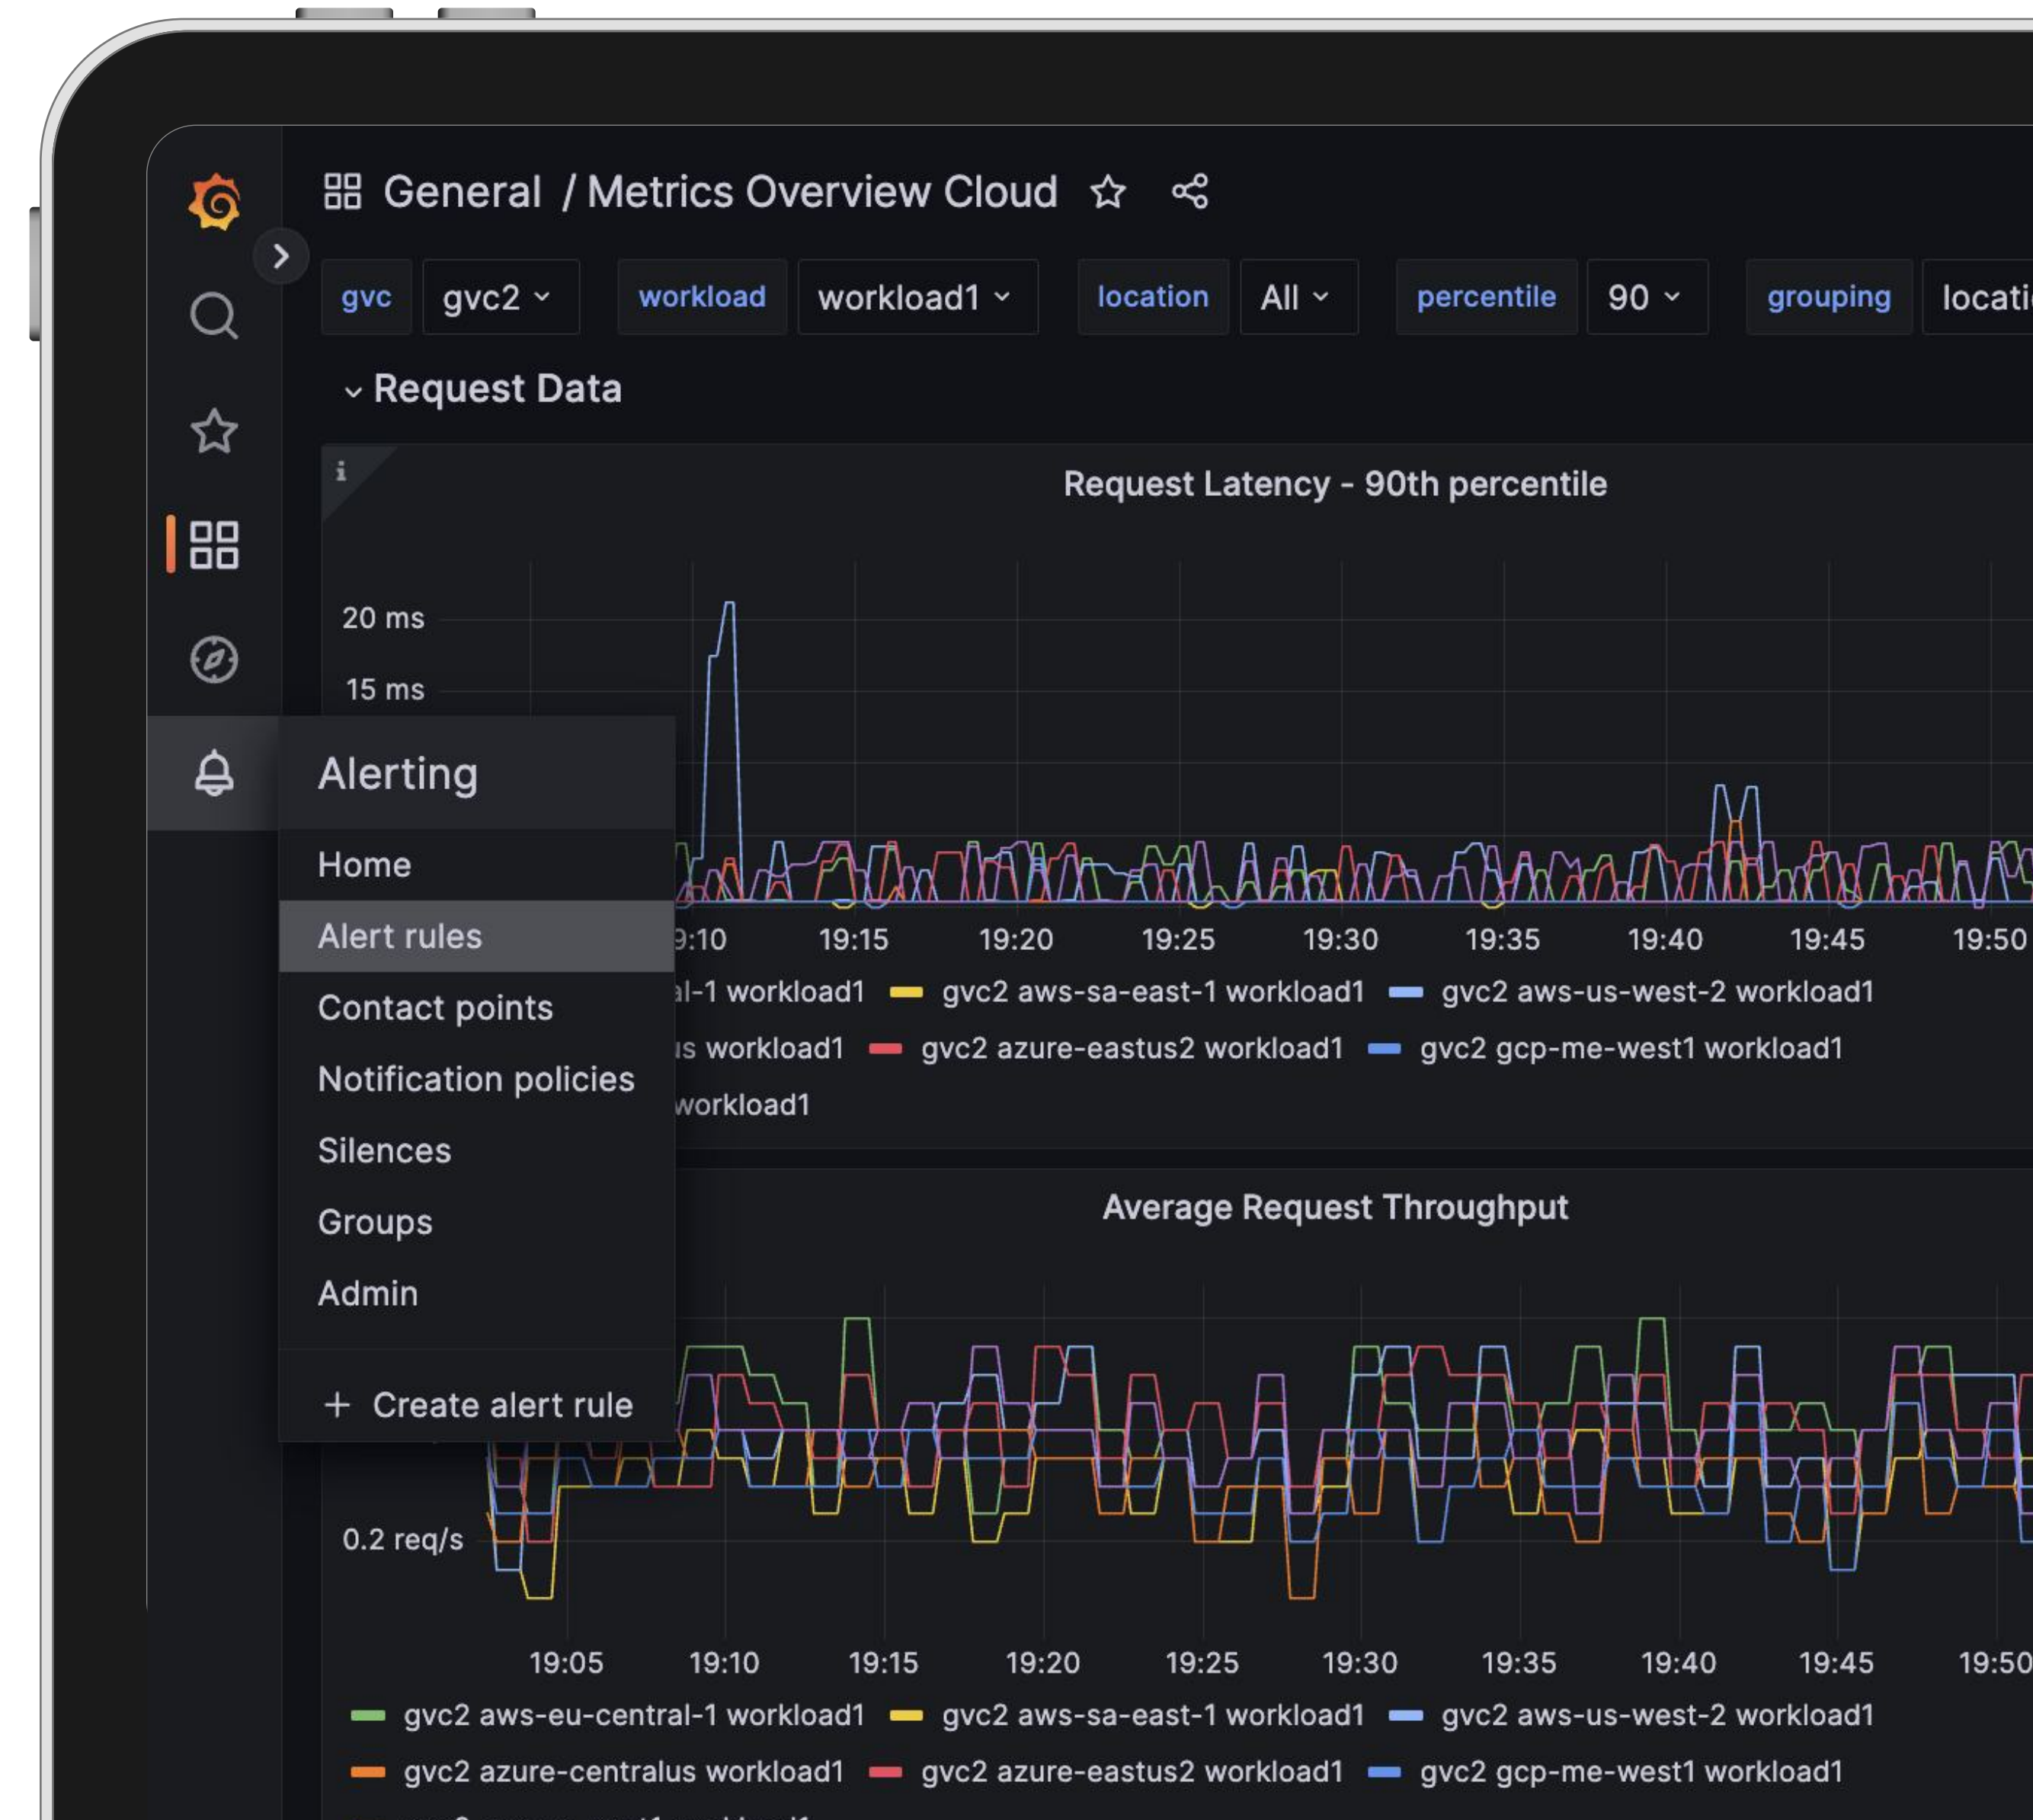 General / Metrics Overview Cloud
gvc gvc2 workload workload1 location All percentile 90 grouping
Request Data
i
Request Latency - 90th percentile
20 ms
15 ms
Alerting
Home
Alert rules
Contact points
Notification policies
Silences
Groups
Admin
+ Create alert rule
19:15 19:20 19:25 19:30 19:35 19:40 19:45 19:50
workload1 gvc2 aws-sa-east-1 workload1 gvc2 aws-us-west-2 workload1
workload1 gvc2 azure-eastus2 workload1 gvc2 gcp-me-west1 workload1
workload1
Average Request Throughput
0.2 req/s
19:05 19:10 19:15 19:20 19:25 19:30 19:35 19:40 19:45 19:50
gvc2 aws-eu-central-1 workload1 gvc2 aws-sa-east-1 workload1 gvc2 aws-us-west-2 workload1
gvc2 azure-centralus workload1 gvc2 azure-eastus2 workload1 gvc2 gcp-me-west1 workload1